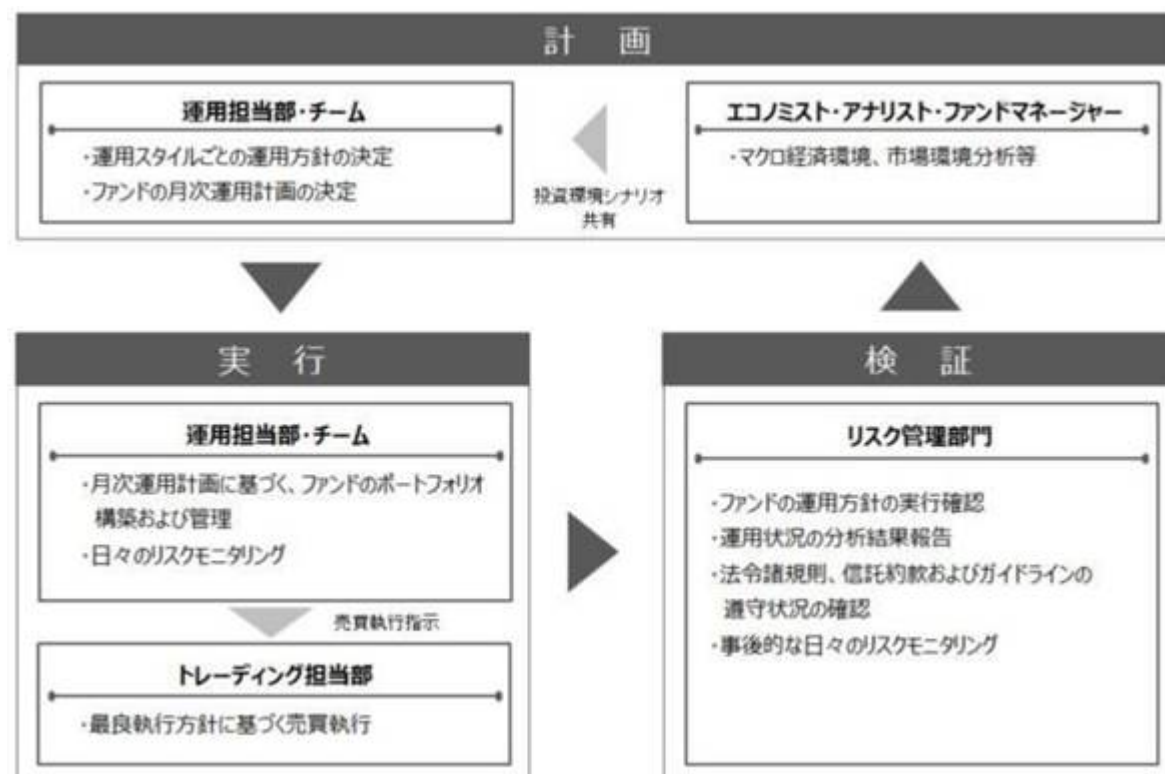 計 画
運用担当部・チーム
・運用スタイルごとの運用方針の決定
・ファンドの月次運用計画の決定
投資環境シナリオ
共有
エコノミスト・アナリスト・ファンドマネージャー
・マクロ経済環境、市場環境分析等
実 行
運用担当部・チーム
・月次運用計画に基づく、ファンドのポートフォリオ
構築および管理
・日々のリスクモニタリング
売買執行指示
トレーディング担当部
・最良執行方針に基づく売買執行
検 証
リスク管理部門
・ファンドの運用方針の実行確認
・運用状況の分析結果報告
・法令諸規則、信託約款およびガイドラインの
遵守状況の確認
・事後的な日々のリスクモニタリング